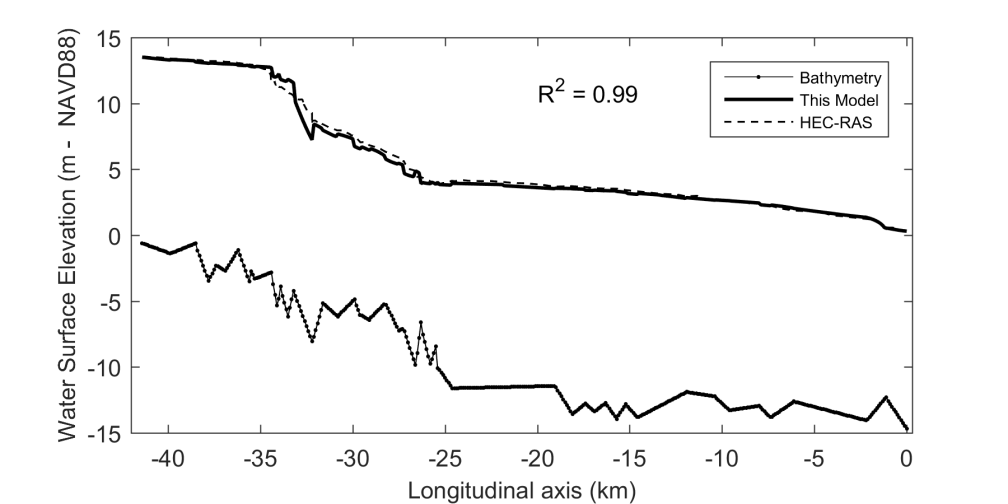 15
10
5
0
-5
-10
-15
Water Surface Elevation (m - NAVD88)
R² = 0.99
Bathymetry
This Model
HEC-RAS
-40 -35 -30 -25 -20 -15 -10 -5 0
Longitudinal axis (km)